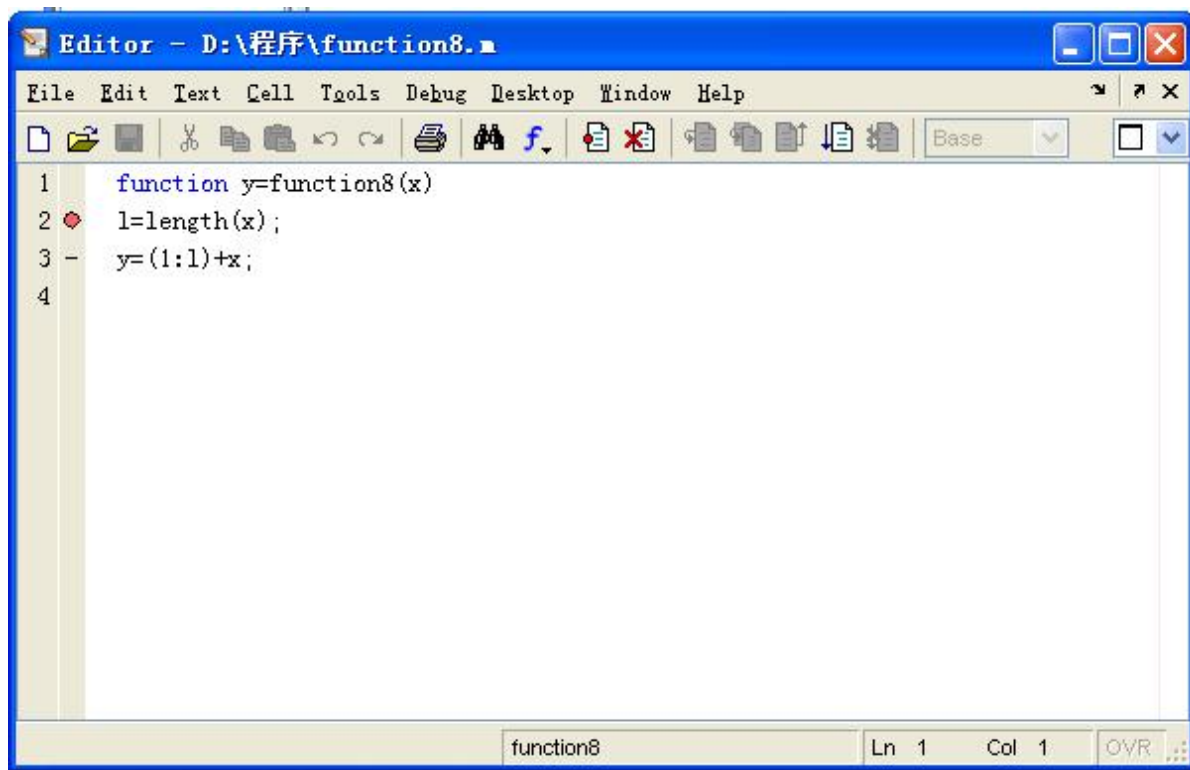 Editor - D:\程序\function8.m
File Edit Text Cell Tools Debug Desktop Window Help
Base
1 function y=function8(x)
2 l=length(x);
3 - y=(1:l)+x;
4
function8 Ln 1 Col 1 OVR